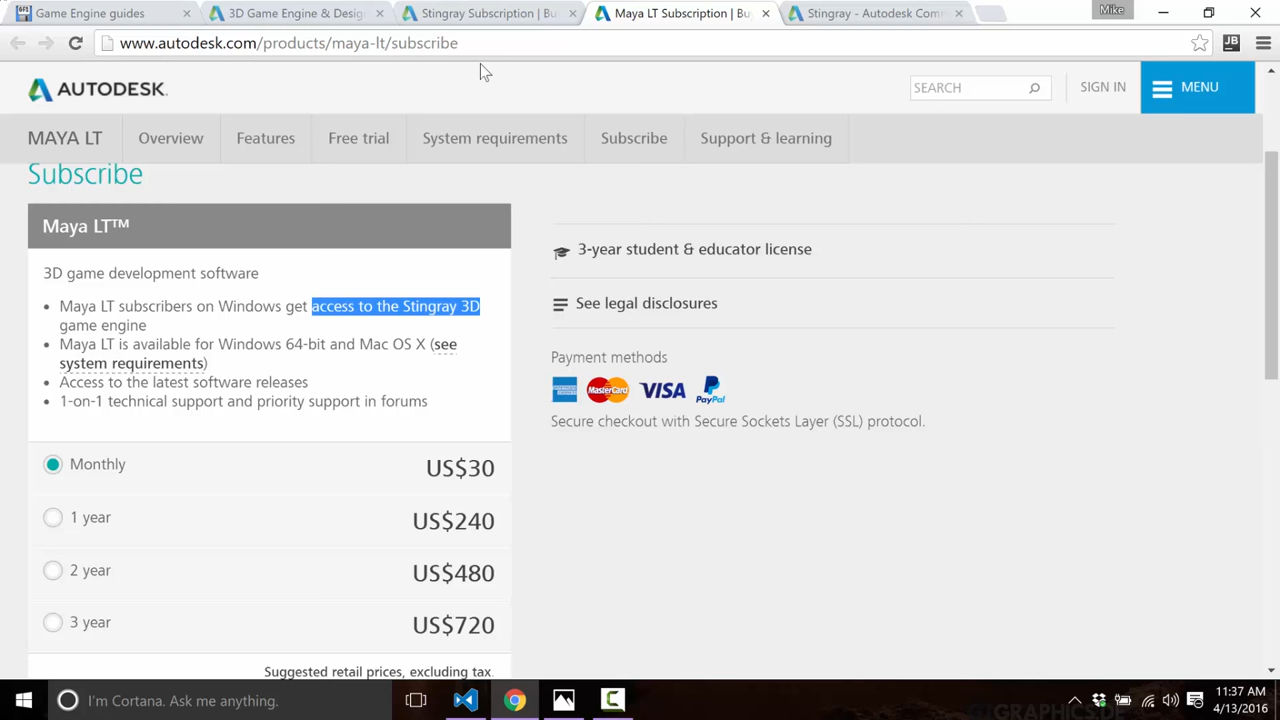 Game Engine guides
3D Game Engine & Desig
Stingray Subscription | Bu
Maya LT Subscription | Bu
Stingray - Autodesk Com
Mike
www.autodesk.com/products/maya-lt/subscribe
JB
AUTODESK.
SEARCH
SIGN IN
MENU
MAYA LT
Overview
Features
Free trial
System requirements
Subscribe
Support & learning
Subscribe
Maya LT™
3D game development software
• Maya LT subscribers on Windows get access to the Stingray 3D
game engine
• Maya LT is available for Windows 64-bit and Mac OS X (see
system requirements)
• Access to the latest software releases
• 1-on-1 technical support and priority support in forums
Monthly US$30
1 year US$240
2 year US$480
3 year US$720
Suggested retail prices, excluding tax.
3-year student & educator license
See legal disclosures
Payment methods
MasterCard VISA PayPal
Secure checkout with Secure Sockets Layer (SSL) protocol.
I'm Cortana. Ask me anything.
11:37 AM
4/13/2016